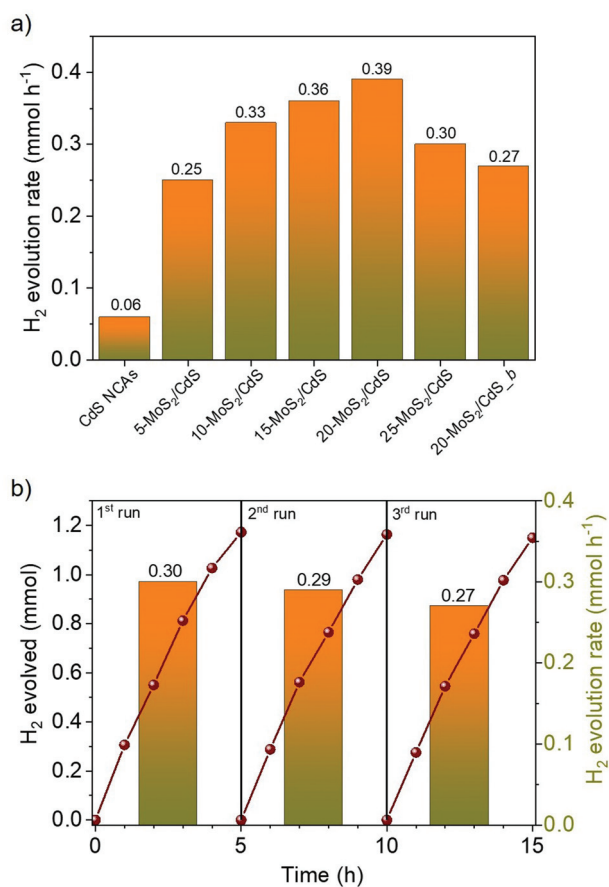 a)
H₂ evolution rate (mmol h⁻¹)
0.4
0.3
0.2
0.1
0.0
0.06
0.25
0.33
0.36
0.39
0.30
0.27
CdS NCAs
5-MoS₂/CdS
10-MoS₂/CdS
15-MoS₂/CdS
20-MoS₂/CdS
25-MoS₂/CdS
20-MoS₂/CdS_b
b)
H₂ evolved (mmol)
1.2
1.0
0.8
0.6
0.4
0.2
0.0
1st run
2nd run
3rd run
0.30
0.29
0.27
0.4
0.3
0.2
0.1
0.0
H₂ evolution rate (mmol h⁻¹)
0
5
10
15
Time (h)